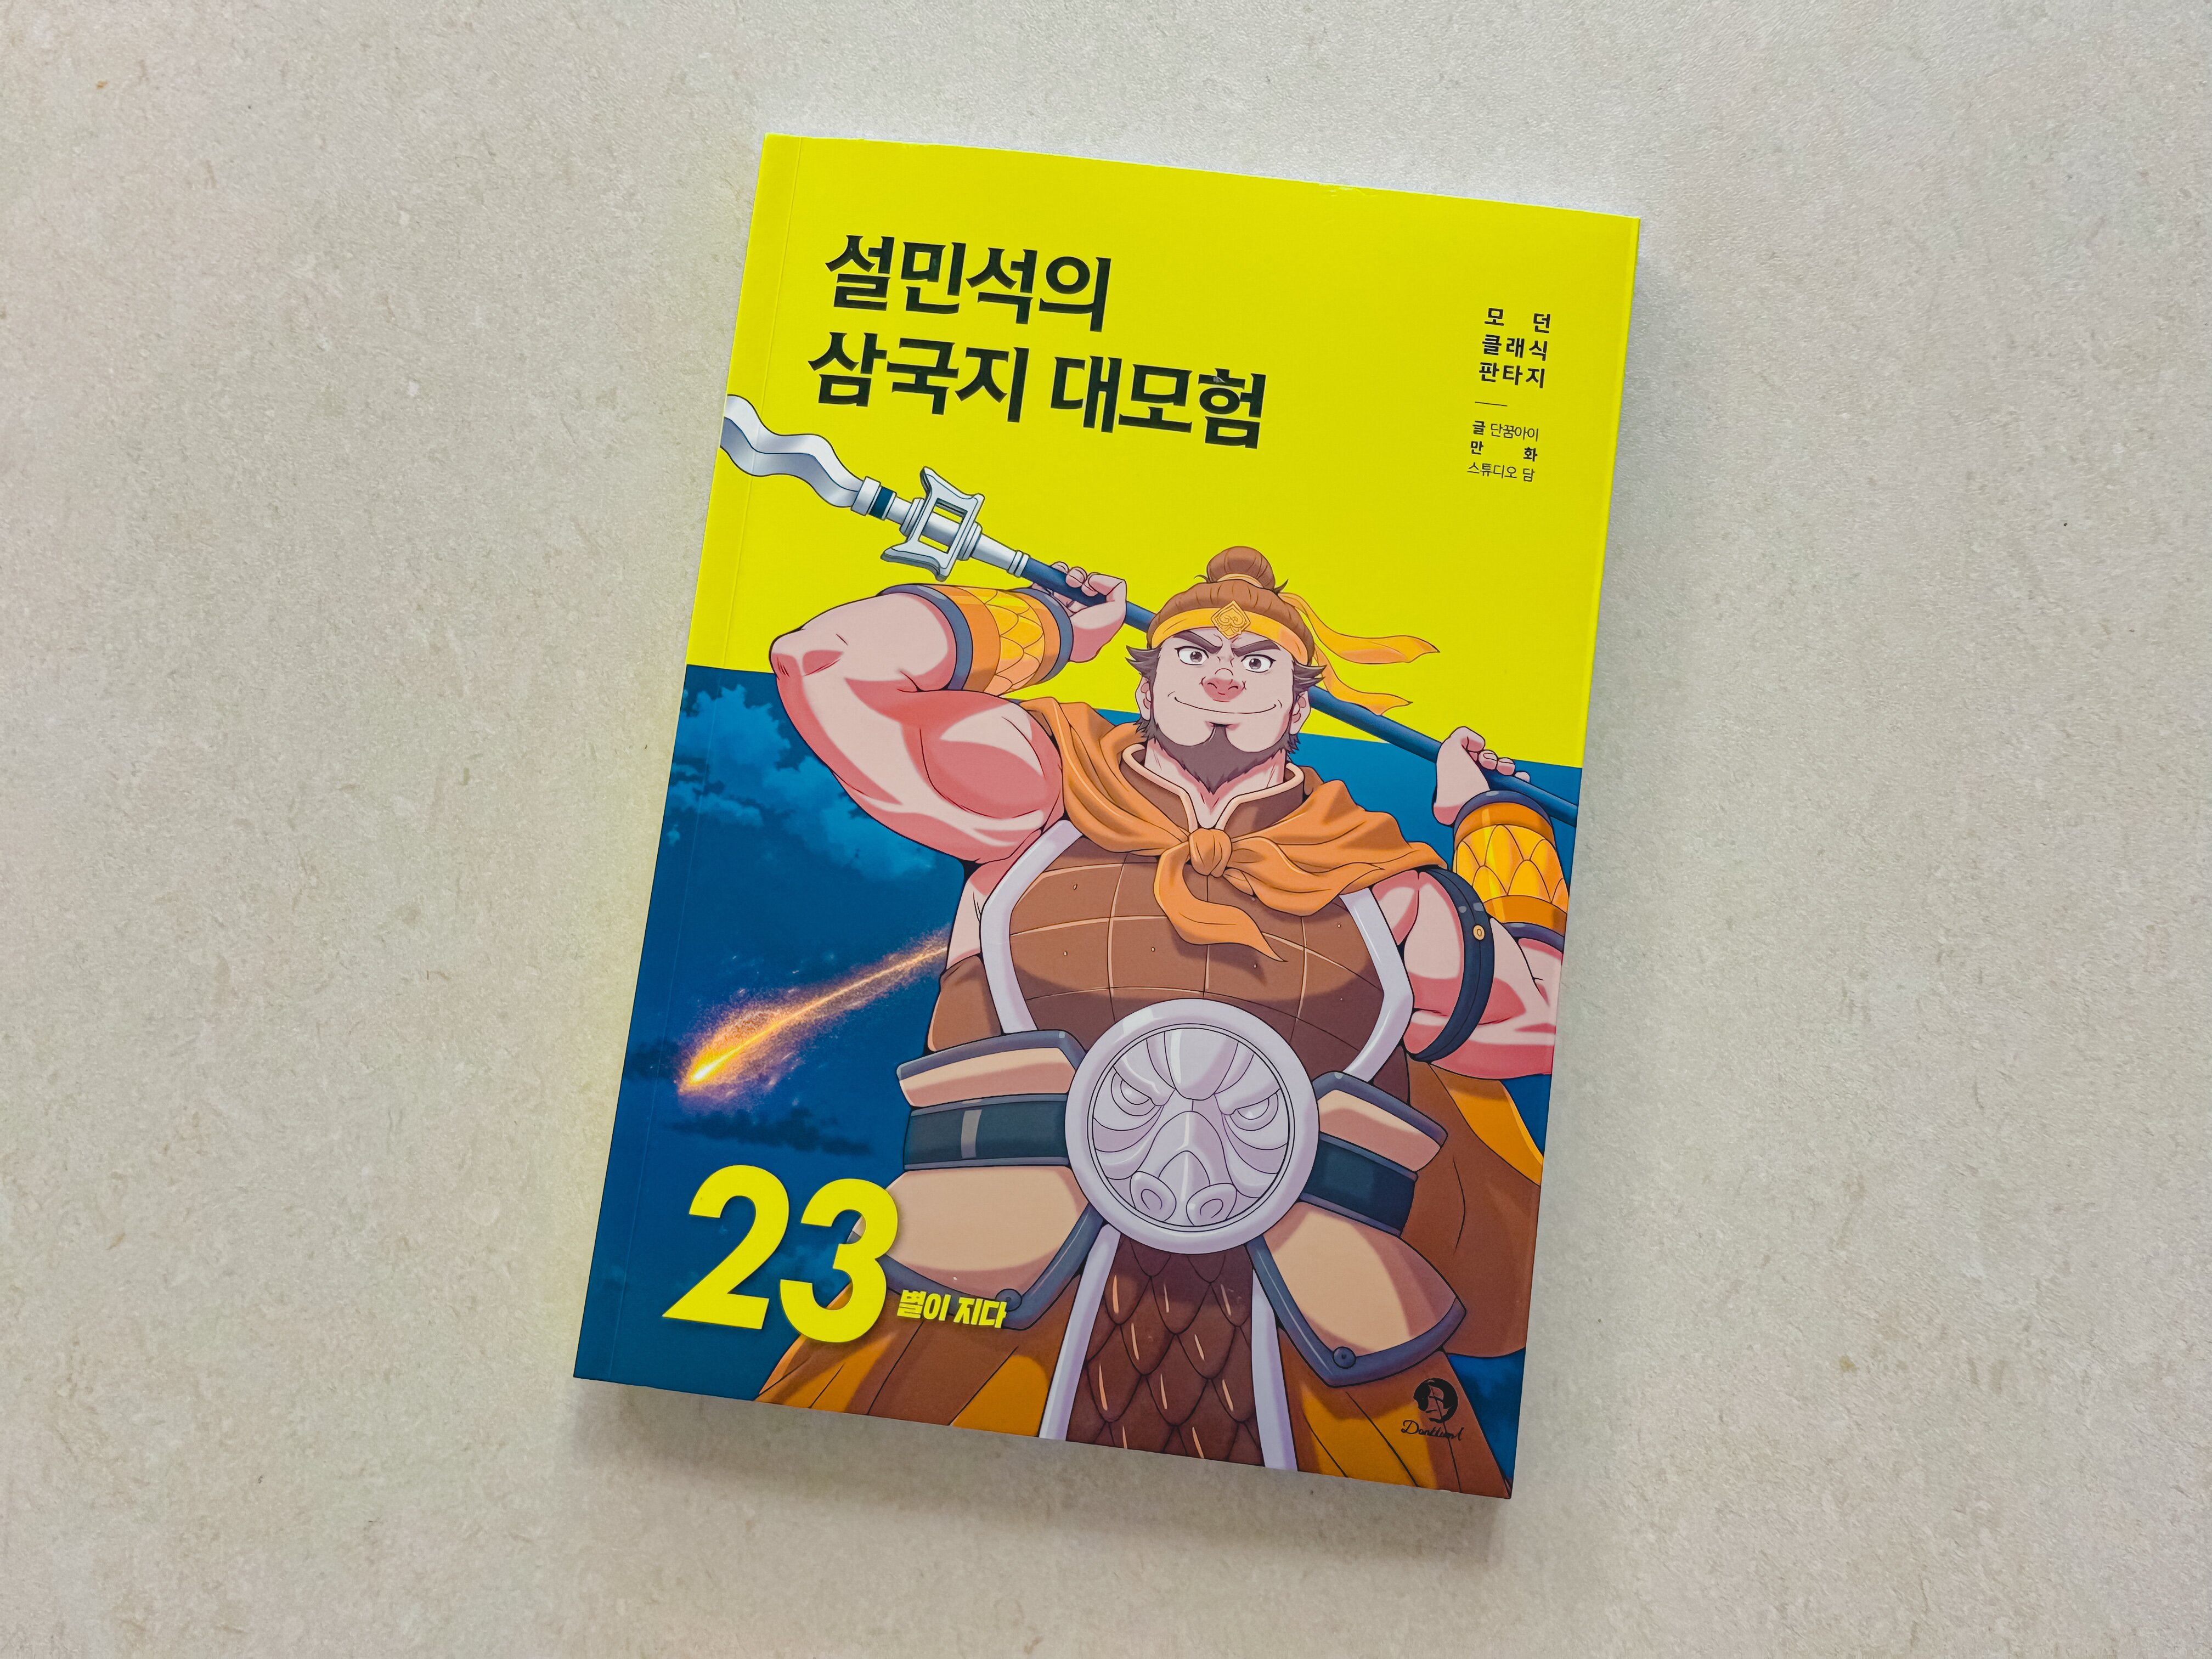 설민석의
삼국지 대모험
모던
클래식
판타지
글 단꿈아이
만화
스튜디오 담
23 별이 지다